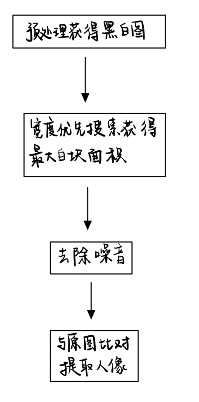 预处理获得黑白图
宽度优先搜索获得
最大白块面积
去除噪音
与原图比对
提取人像